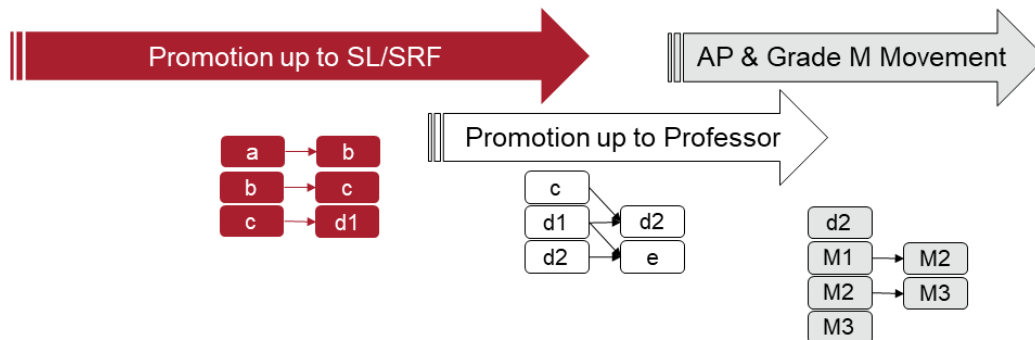 Promotion up to SL/SRF
AP & Grade M Movement
Promotion up to Professor
a b
b c
c d1
c
d1 d2
d2 e
d2
M1 M2
M2 M3
M3